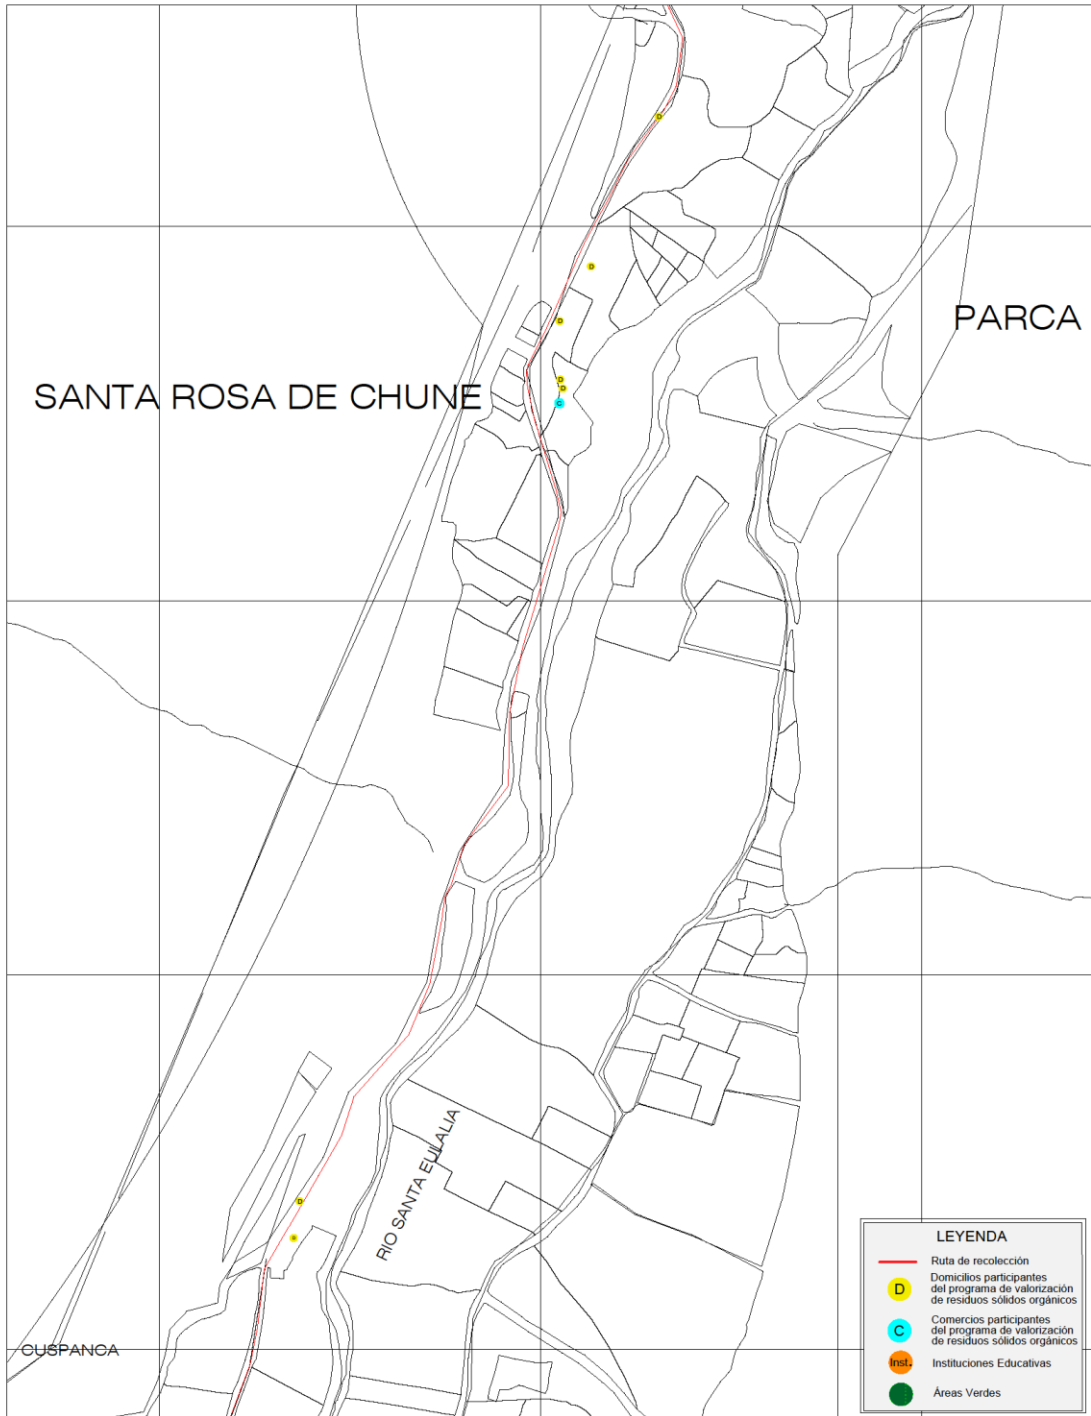 D
D
PARCA
D
SANTA ROSA DE CHUNE
D
D
C
RIO SANTA EULALIA
D
CUSPANCA
LEYENDA
Ruta de recolección
D
Domicilios participantes
del programa de valorización
de residuos sólidos orgánicos
C
Comercios participantes
del programa de valorización
de residuos sólidos orgánicos
Inst.
Instituciones Educativas
Áreas Verdes